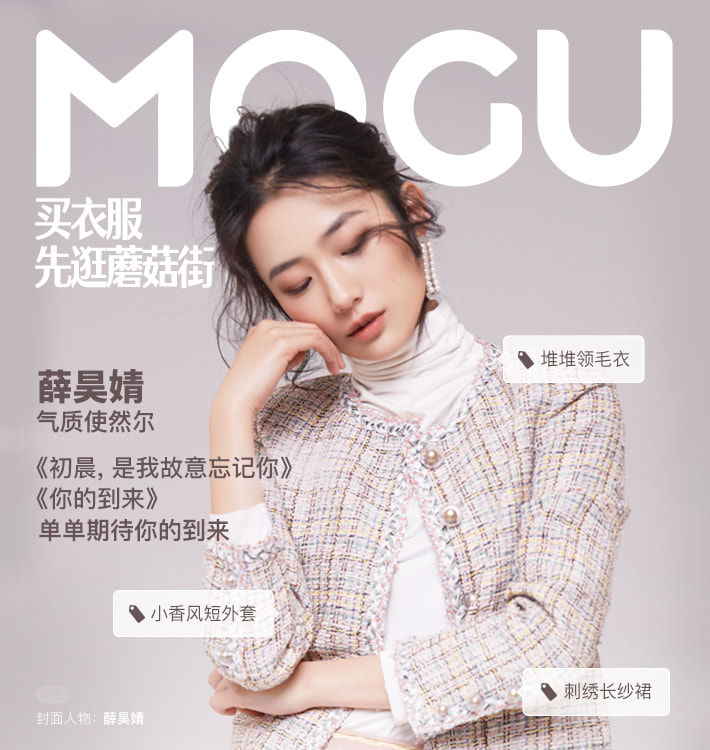 MOGU
买衣服
先逛蘑菇街
薛昊婧
气质使然尔
《初晨, 是我故意忘记你》
《你的到来》
单单期待你的到来
堆堆领毛衣
小香风短外套
刺绣长纱裙
封面人物: 薛昊婧